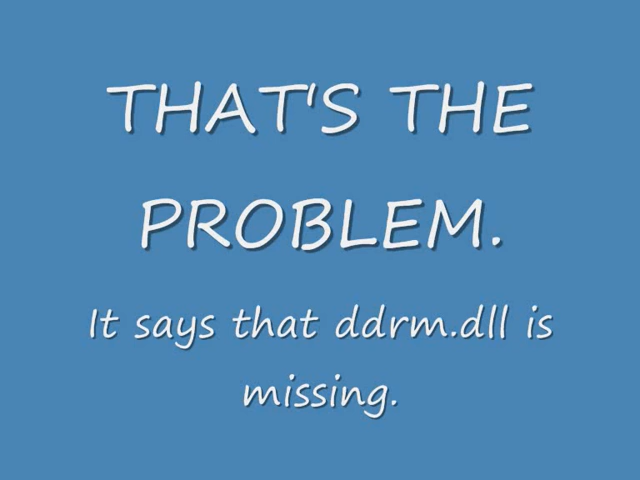 THAT'S THE
PROBLEM.
It says that ddrm.dll is
missing.